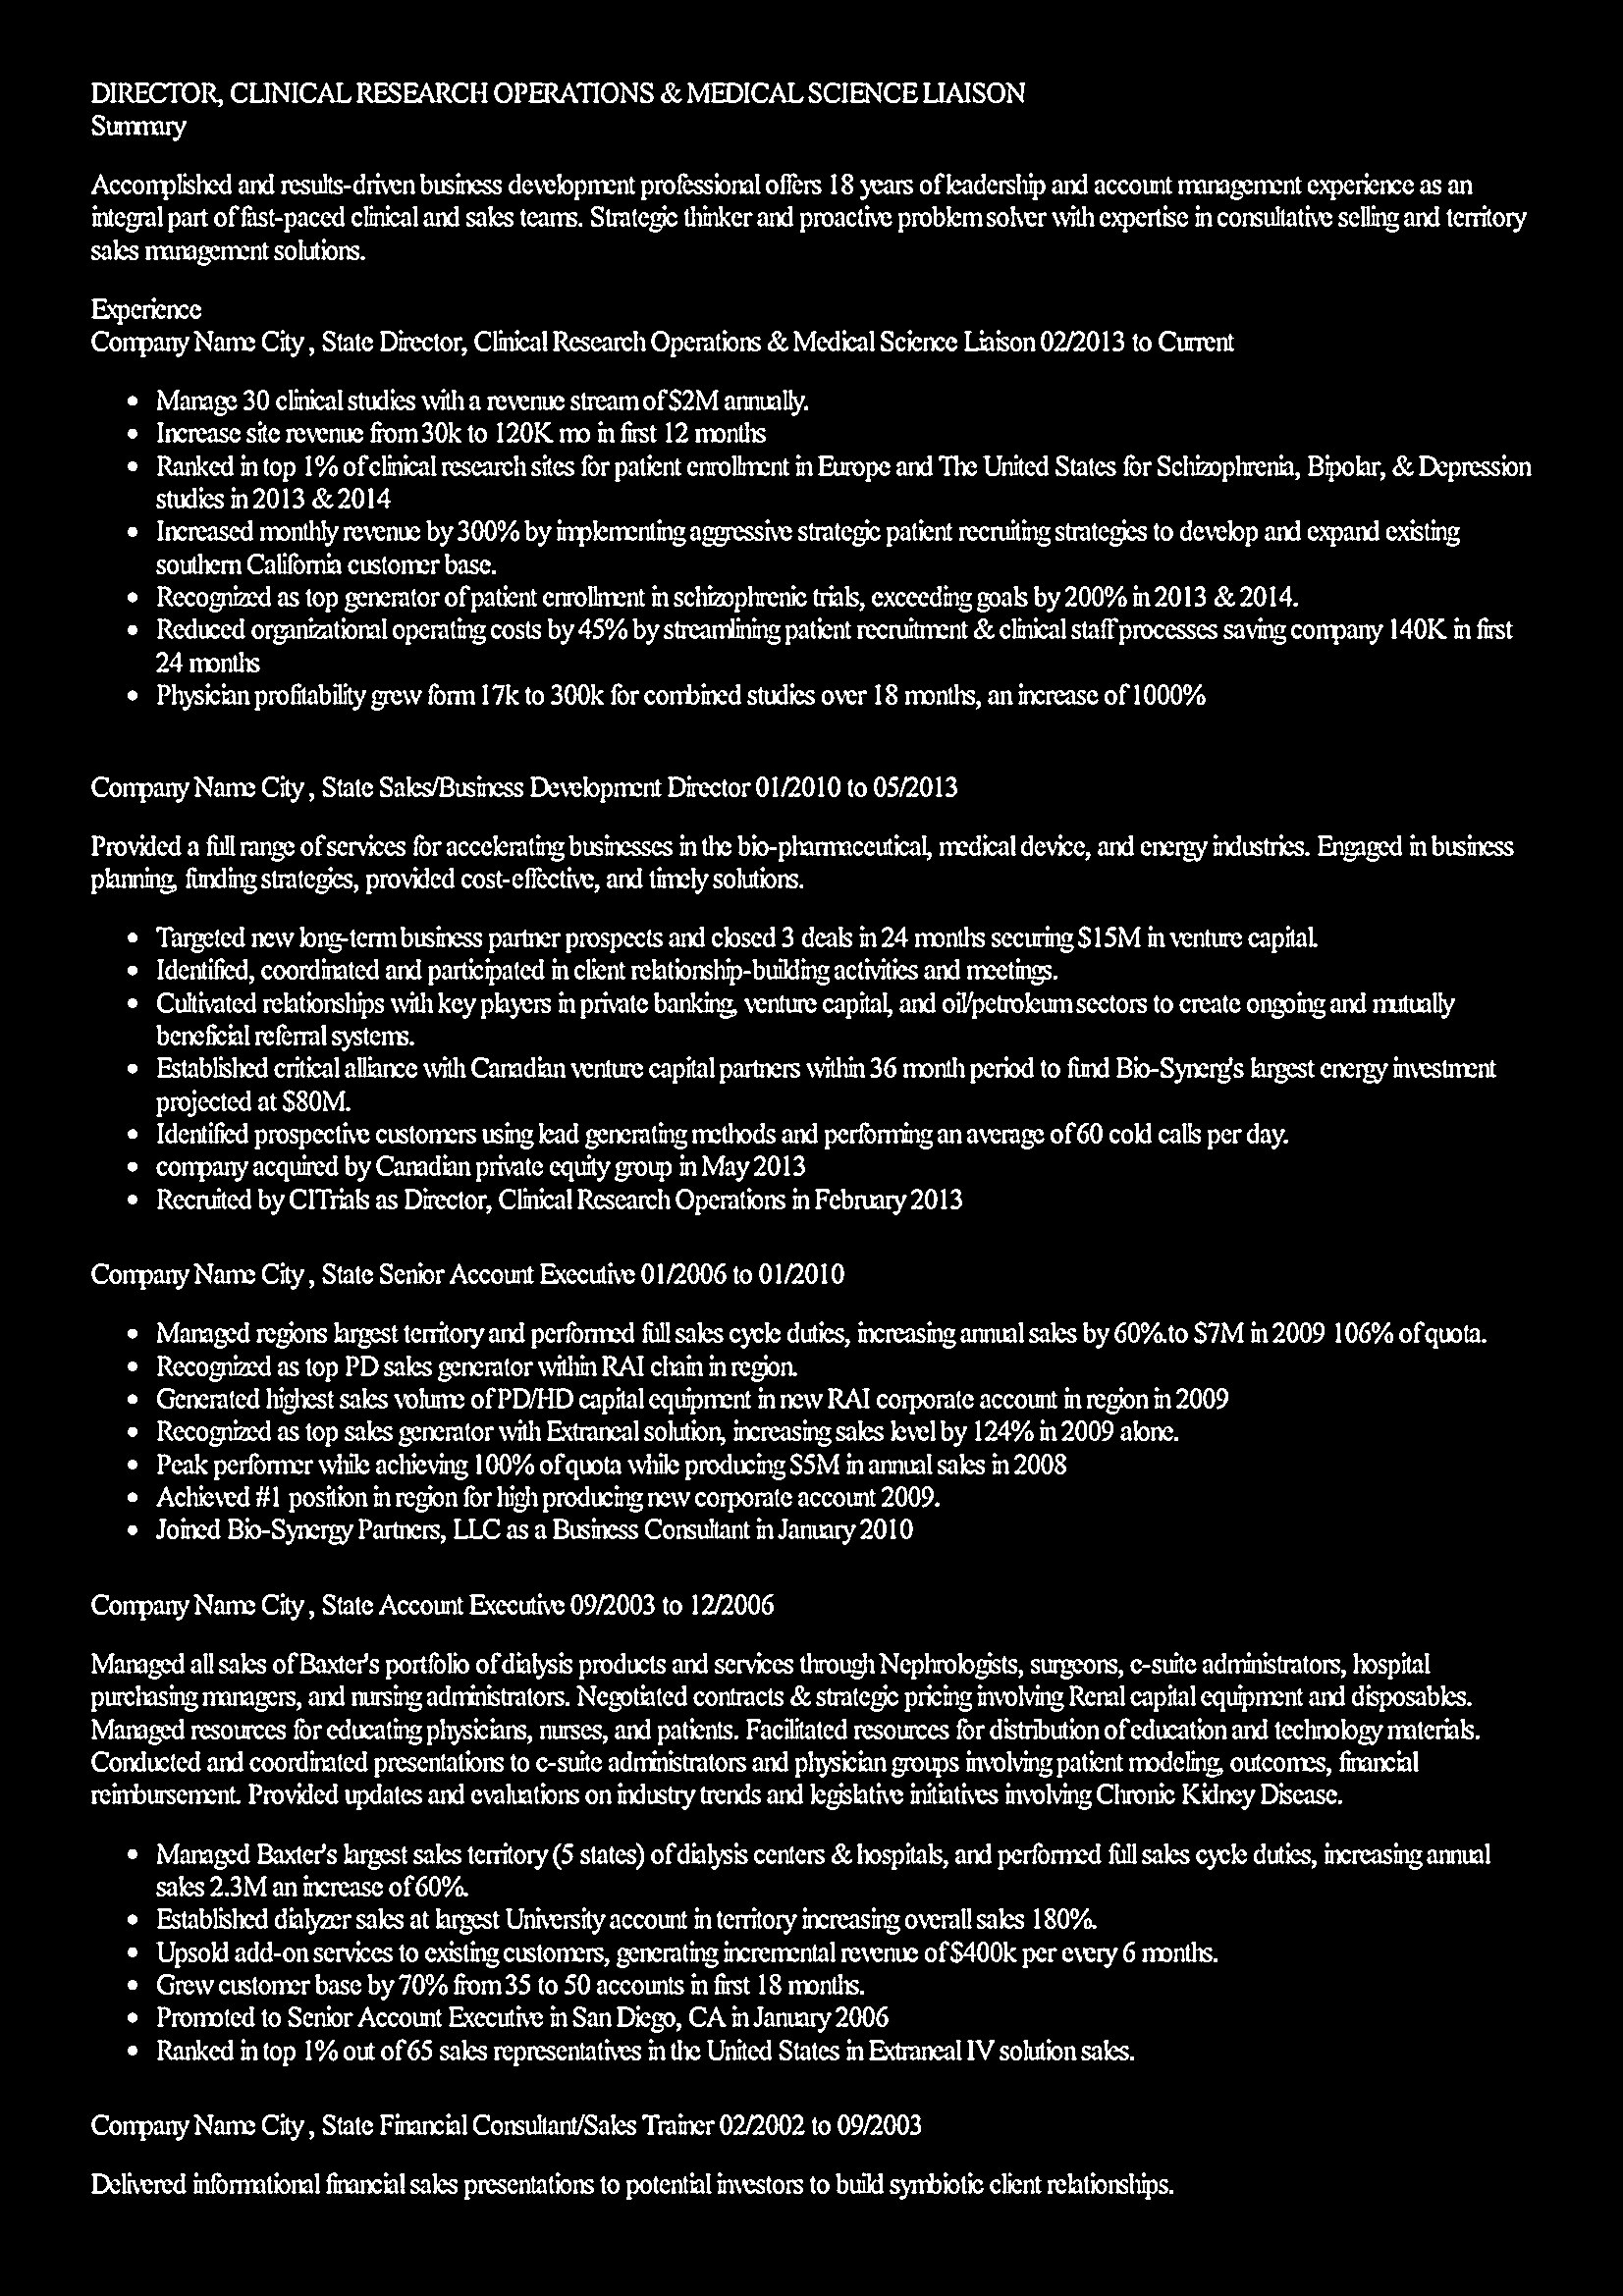 DIRECTOR, CLINICAL RESEARCH OPERATIONS & MEDICAL SCIENCE LIAISON
Summary
Accomplished and results-driven business development professional offers 18 years of leadership and account management experience as an
integral part of fast-paced clinical and sales teams. Strategic thinker and proactive problem solver with expertise in consultative selling and territory
sales management solutions.
Experience
Company Name City , State Director, Clinical Research Operations & Medical Science Liaison 02/2013 to Current
• Manage 30 clinical studies with a revenue stream of $2M annually.
• Increase site revenue from 30k to 120K mo in first 12 months
• Ranked in top 1% of clinical research sites for patient enrollment in Europe and The United States for Schizophrenia, Bipolar, & Depression
studies in 2013 & 2014
• Increased monthly revenue by 300% by implementing aggressive strategic patient recruiting strategies to develop and expand existing
southern California customer base.
• Recognized as top generator of patient enrollment in schizophrenic trials, exceeding goals by 200% in 2013 & 2014.
• Reduced organizational operating costs by 45% by streamlining patient recruitment & clinical staff processes saving company 140K in first
24 months
• Physician profitability grew form 17k to 300k for combined studies over 18 months, an increase of 1000%
Company Name City , State Sales/Business Development Director 01/2010 to 05/2013
Provided a full range of services for accelerating businesses in the bio-pharmaceutical, medical device, and energy industries. Engaged in business
planning, funding strategies, provided cost-effective, and timely solutions.
• Targeted new long-term business partner prospects and closed 3 deals in 24 months securing $15M in venture capital.
• Identified, coordinated and participated in client relationship-building activities and meetings.
• Cultivated relationships with key players in private banking, venture capital, and oil/petroleum sectors to create ongoing and mutually
beneficial referral systems.
• Established critical alliance with Canadian venture capital partners within 36 month period to fund Bio-Synerg's largest energy investment
projected at $80M.
• Identified prospective customers using lead generating methods and performing an average of 60 cold calls per day.
• company acquired by Canadian private equity group in May 2013
• Recruited by CITrials as Director, Clinical Research Operations in February 2013
Company Name City , State Senior Account Executive 01/2006 to 01/2010
• Managed regions largest territory and performed full sales cycle duties, increasing annual sales by 60%.to $7M in 2009 106% of quota.
• Recognized as top PD sales generator within RAI chain in region.
• Generated highest sales volume of PD/HD capital equipment in new RAI corporate account in region in 2009
• Recognized as top sales generator with Extraneal solution, increasing sales level by 124% in 2009 alone.
• Peak performer while achieving 100% of quota while producing $5M in annual sales in 2008
• Achieved #1 position in region for high producing new corporate account 2009.
• Joined Bio-Synergy Partners, LLC as a Business Consultant in January 2010
Company Name City , State Account Executive 09/2003 to 12/2006
Managed all sales of Baxter's portfolio of dialysis products and services through Nephrologists, surgeons, c-suite administrators, hospital
purchasing managers, and nursing administrators. Negotiated contracts & strategic pricing involving Renal capital equipment and disposables.
Managed resources for educating physicians, nurses, and patients. Facilitated resources for distribution of education and technology materials.
Conducted and coordinated presentations to c-suite administrators and physician groups involving patient modeling, outcomes, financial
reimbursement. Provided updates and evaluations on industry trends and legislative initiatives involving Chronic Kidney Disease.
• Managed Baxter's largest sales territory (5 states) of dialysis centers & hospitals, and performed full sales cycle duties, increasing annual
sales 2.3M an increase of 60%.
• Established dialyzer sales at largest University account in territory increasing overall sales 180%.
• Upsold add-on services to existing customers, generating incremental revenue of $400k per every 6 months.
• Grew customer base by 70% from 35 to 50 accounts in first 18 months.
• Promoted to Senior Account Executive in San Diego, CA in January 2006
• Ranked in top 1% out of 65 sales representatives in the United States in Extraneal IV solution sales.
Company Name City , State Financial Consultant/Sales Trainer 02/2002 to 09/2003
Delivered informational financial sales presentations to potential investors to build symbiotic client relationships.